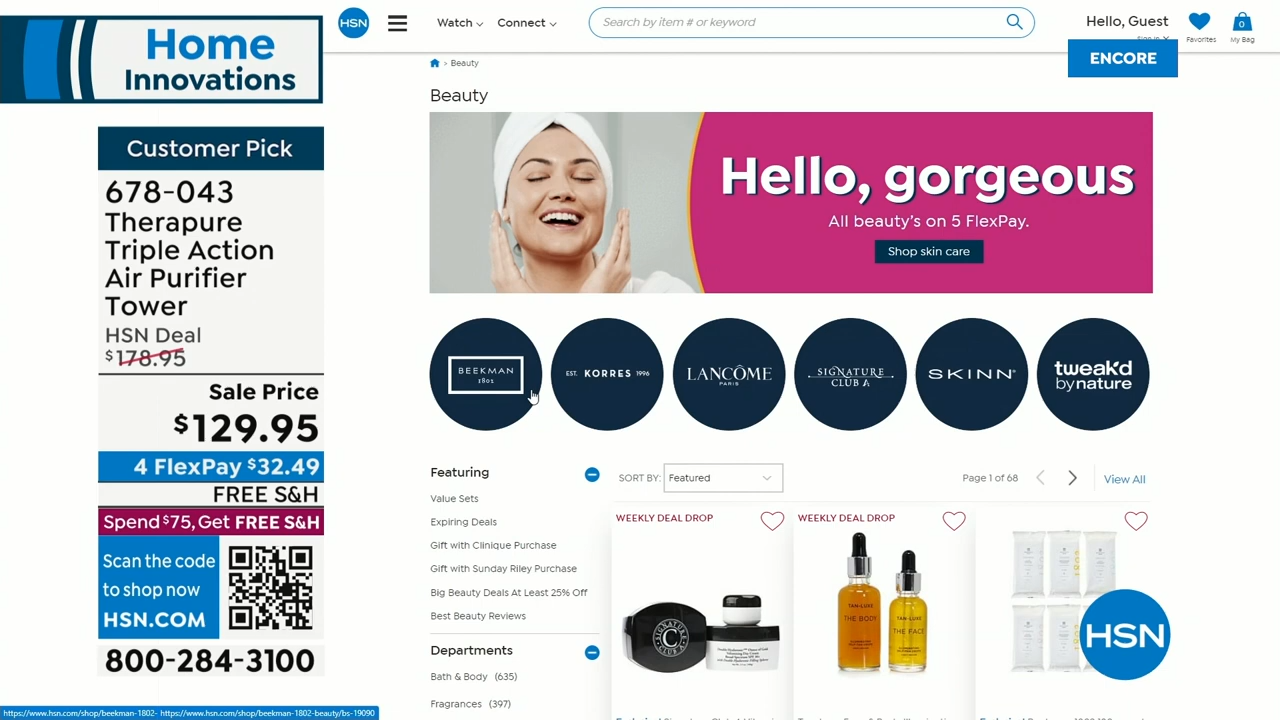 Home
Innovations
Customer Pick
678-043
Therapure
Triple Action
Air Purifier
Tower
HSN Deal
$178.95
Sale Price
$129.95
4 FlexPay $32.49
FREE S&H
Spend $75, Get FREE S&H
Scan the code
to shop now
HSN.COM
800-284-3100
HSN
Watch
Connect
Search by item # or keyword
Hello, Guest
Sign In
Favorites
0
My Bag
ENCORE
> Beauty
Beauty
Hello, gorgeous
All beauty's on 5 FlexPay.
Shop skin care
BEEKMAN
1802
EST. KORRES 1996
LANCÔME
PARIS
SIGNATURE
CLUB A
SKINN®
tweak'd
by nature
Featuring
Value Sets
Expiring Deals
Gift with Clinique Purchase
Gift with Sunday Riley Purchase
Big Beauty Deals At Least 25% Off
Best Beauty Reviews
Departments
Bath & Body (635)
Fragrances (397)
SORT BY: Featured
Page 1 of 68
View All
WEEKLY DEAL DROP
WEEKLY DEAL DROP
SIGNATURE
CLUB A
C
TAN-LUXE
THE BODY
TAN-LUXE
THE FACE
HSN
https://www.hsn.com/shop/beekman-1802- https://www.hsn.com/shop/beekman-1802-beauty/bs-19090